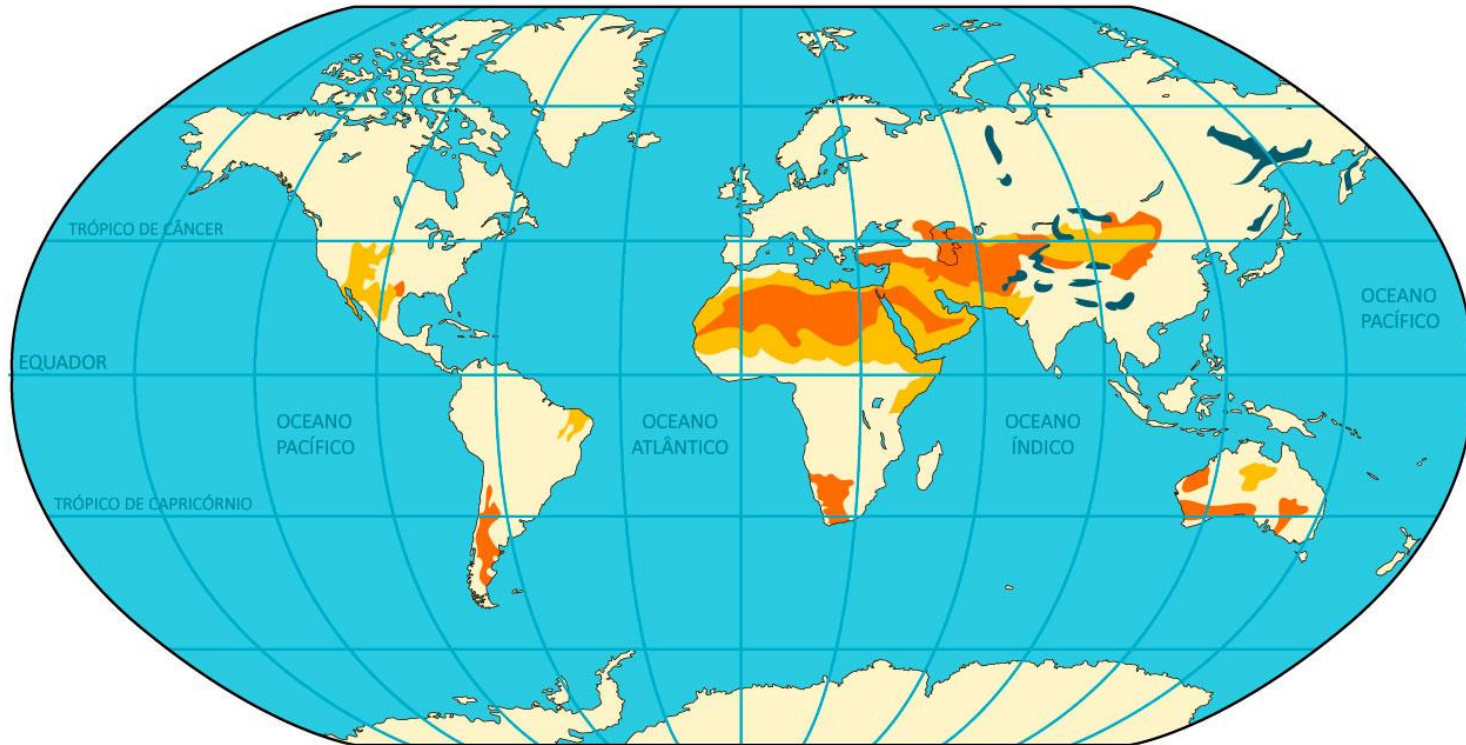 TRÓPICO DE CÂNCER
OCEANO
PACÍFICO
EQUADOR
OCEANO
PACÍFICO
OCEANO
ATLÂNTICO
OCEANO
ÍNDICO
TRÓPICO DE CAPRICÓRNIO